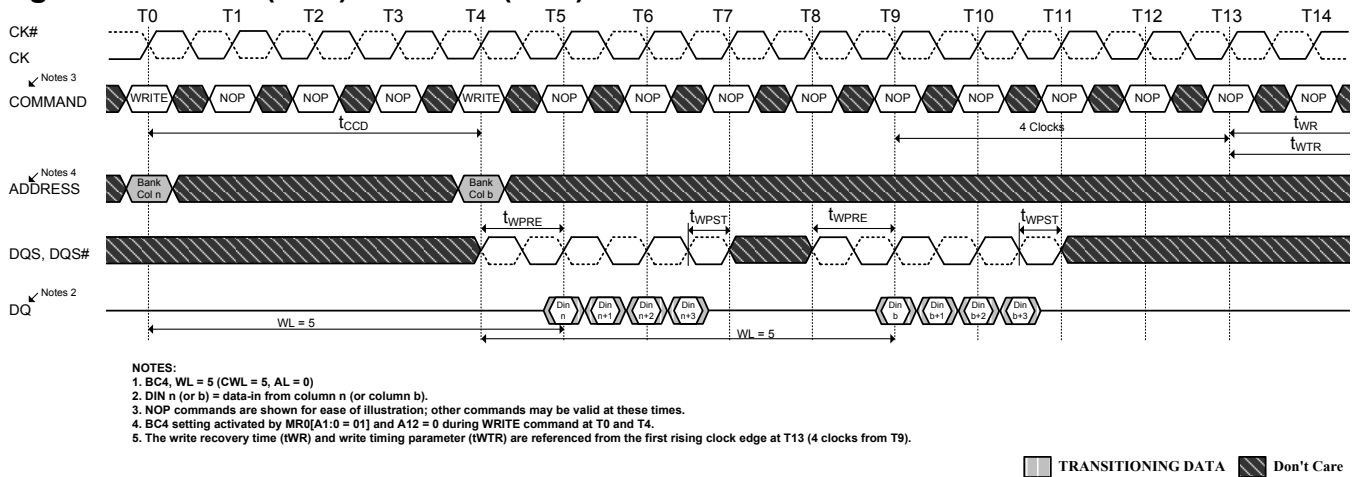 T0 T1 T2 T3 T4 T5 T6 T7 T8 T9 T10 T11 T12 T13 T14
CK#
CK
Notes 3
COMMAND
WRITE NOP NOP NOP WRITE NOP NOP NOP NOP NOP NOP NOP NOP NOP NOP
tCCD
4 Clocks
tWR
tWTR
Notes 4
ADDRESS
Bank Bank
Col n Col b
tWPRE tWPST tWPRE tWPST
DQS, DQS#
Notes 2
DQ
Din Din Din Din Din Din Din Din
n n+1 n+2 n+3 b b+1 b+2 b+3
WL = 5
WL = 5
NOTES:
1. BC4, WL = 5 (CWL = 5, AL = 0)
2. DIN n (or b) = data-in from column n (or column b).
3. NOP commands are shown for ease of illustration; other commands may be valid at these times.
4. BC4 setting activated by MR0[A1:0 = 01] and A12 = 0 during WRITE command at T0 and T4.
5. The write recovery time (tWR) and write timing parameter (tWTR) are referenced from the first rising clock edge at T13 (4 clocks from T9).
TRANSITIONING DATA Don't Care